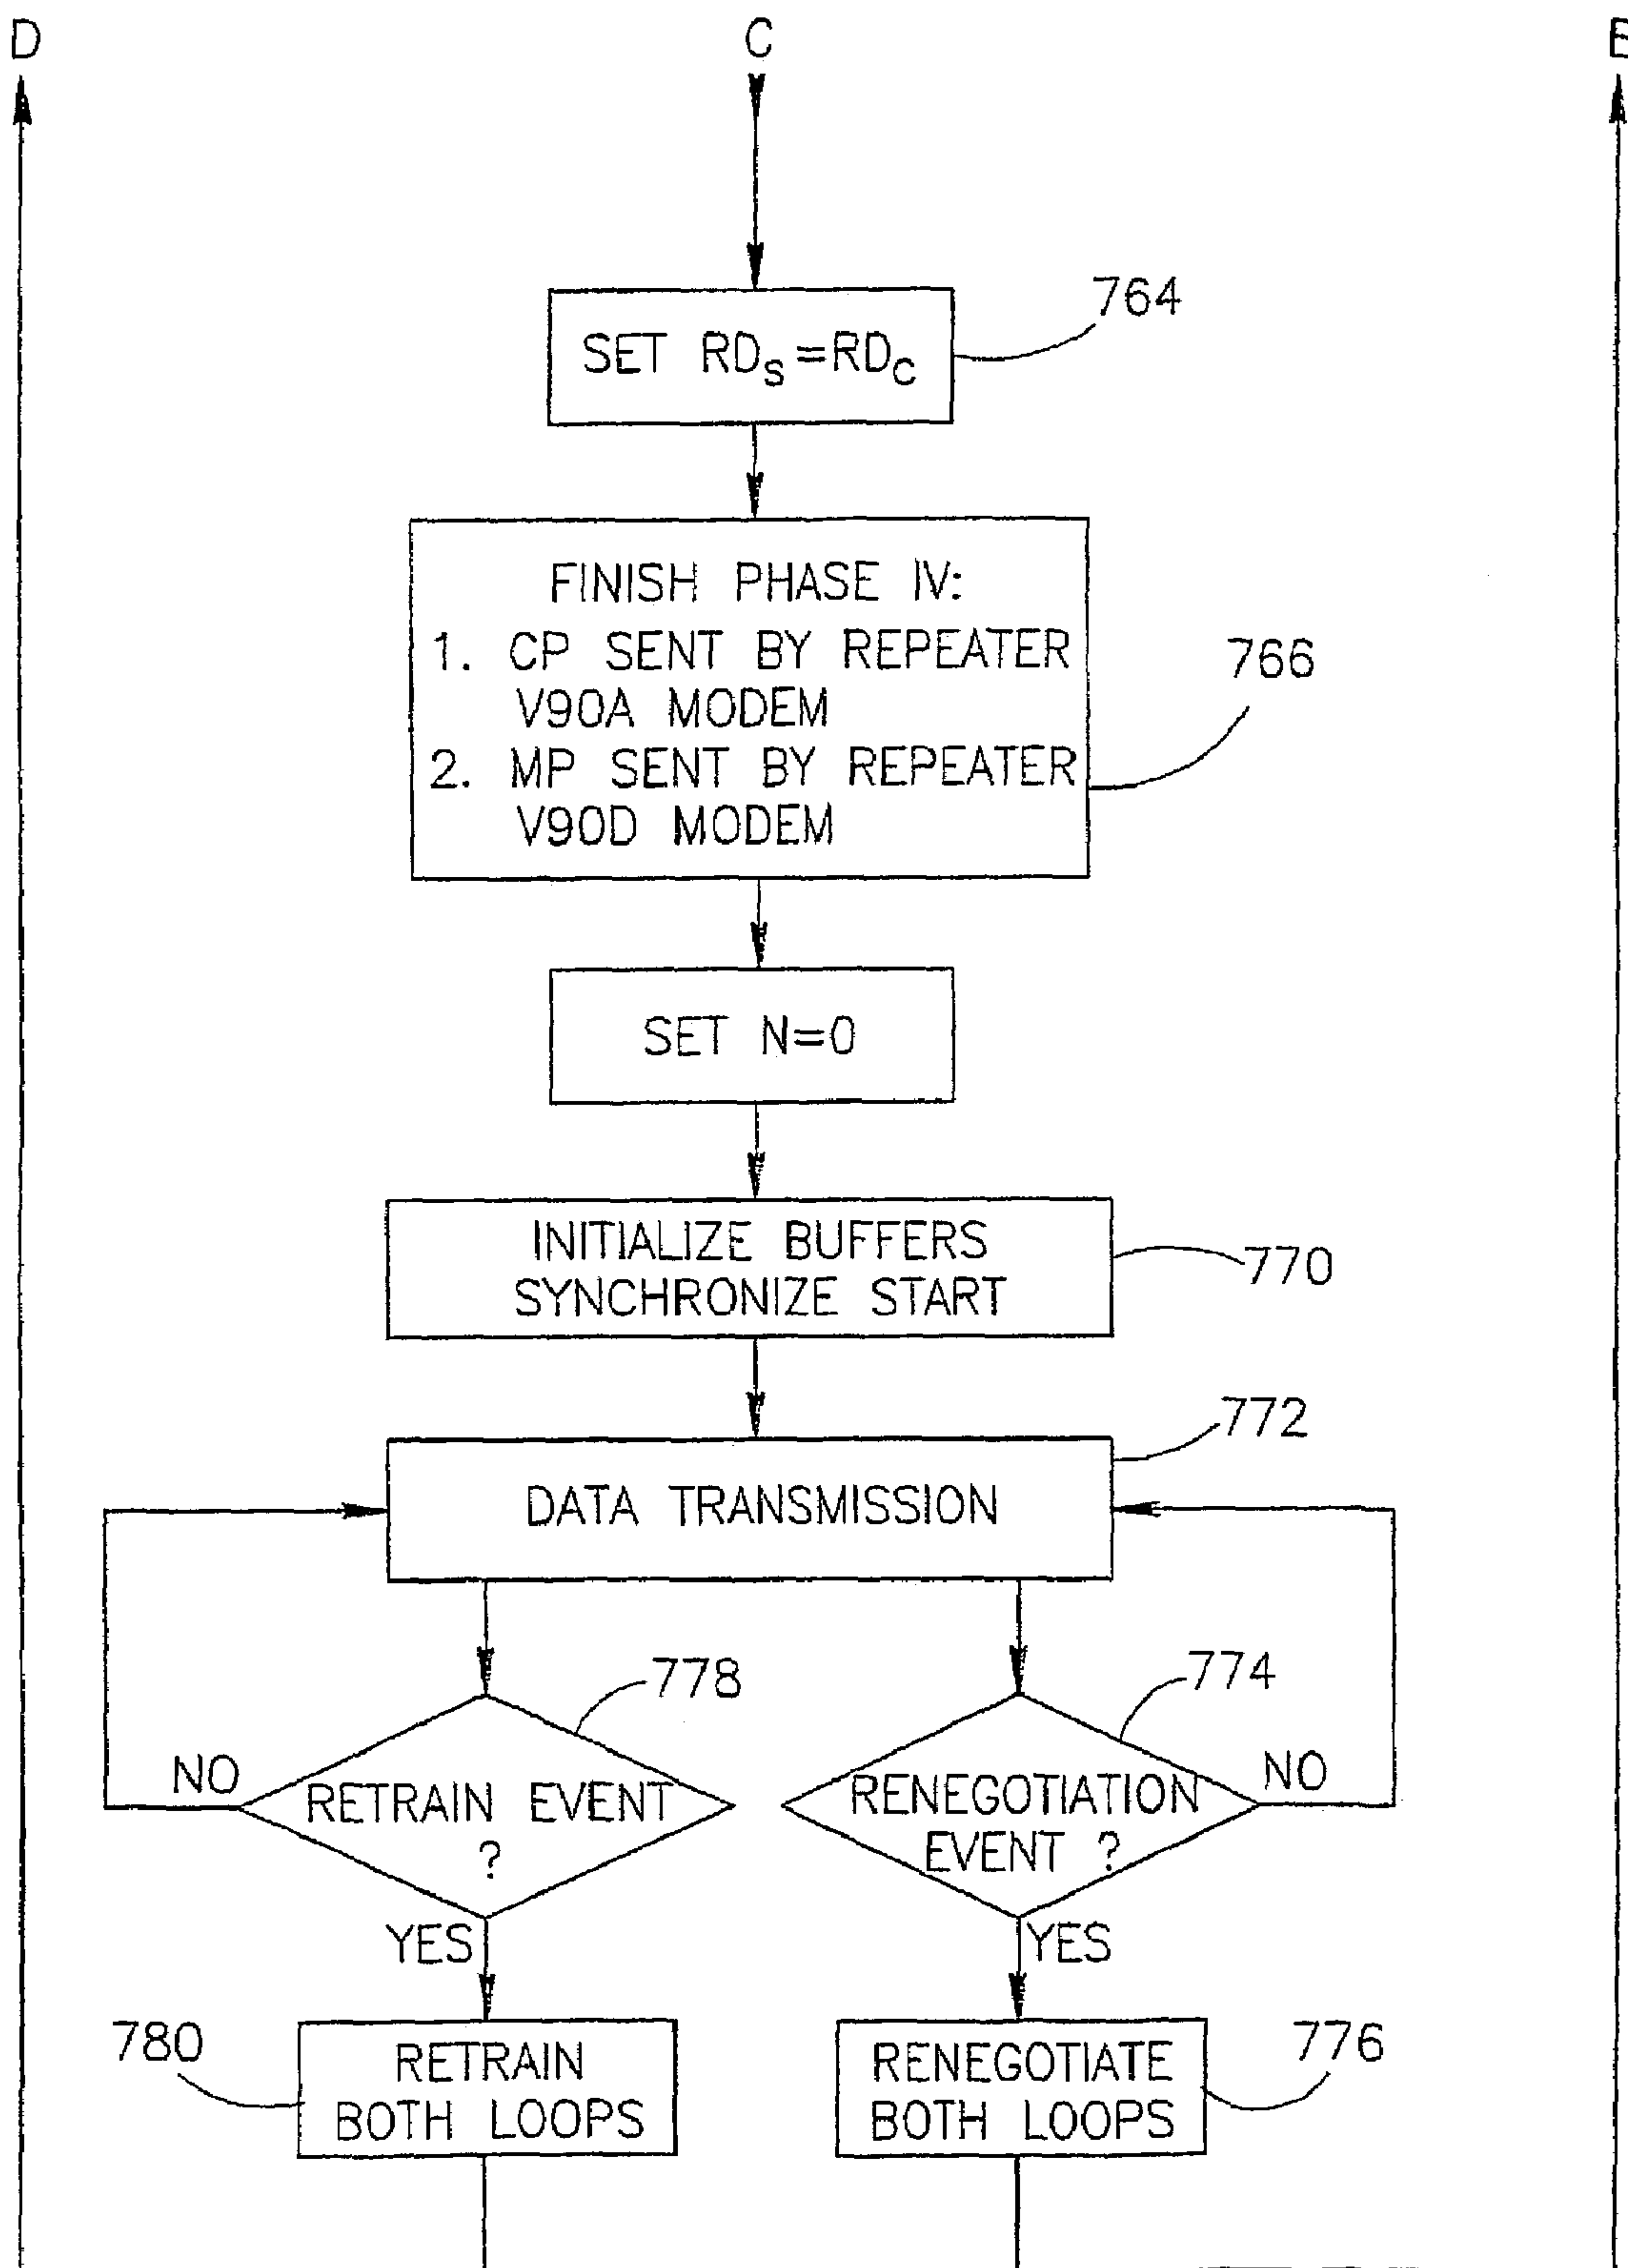 D
C
764
SET RDS=RDC
FINISH PHASE IV:
1. CP SENT BY REPEATER
V90A MODEM
2. MP SENT BY REPEATER
V90D MODEM
766
SET N=0
INITIALIZE BUFFERS
SYNCHRONIZE START
770
772
DATA TRANSMISSION
778
774
NO
RETRAIN EVENT
?
RENEGOTIATION
EVENT ?
NO
YES
YES
780
RETRAIN
BOTH LOOPS
RENEGOTIATE
BOTH LOOPS
776